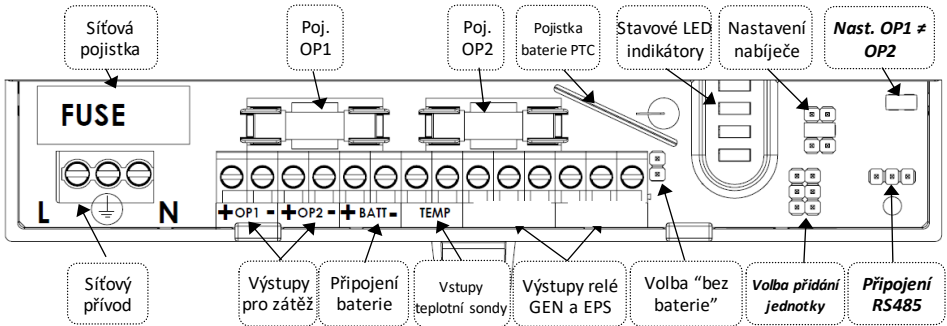 Síťová
pojistka
Poj.
OP1
Poj.
OP2
Pojistka
baterie PTC
Stavové LED
indikátory
Nastavení
nabíječe
Nast. OP1 ≠
OP2
FUSE
L
N
+ OP1 -
+ OP2 -
+ BATT -
TEMP
Síťový
přívod
Výstupy
pro zátěž
Připojení
baterie
Vstupy
teplotní sondy
Výstupy relé
GEN a EPS
Volba “bez
baterie”
Volba přidání
jednotky
Připojení
RS485